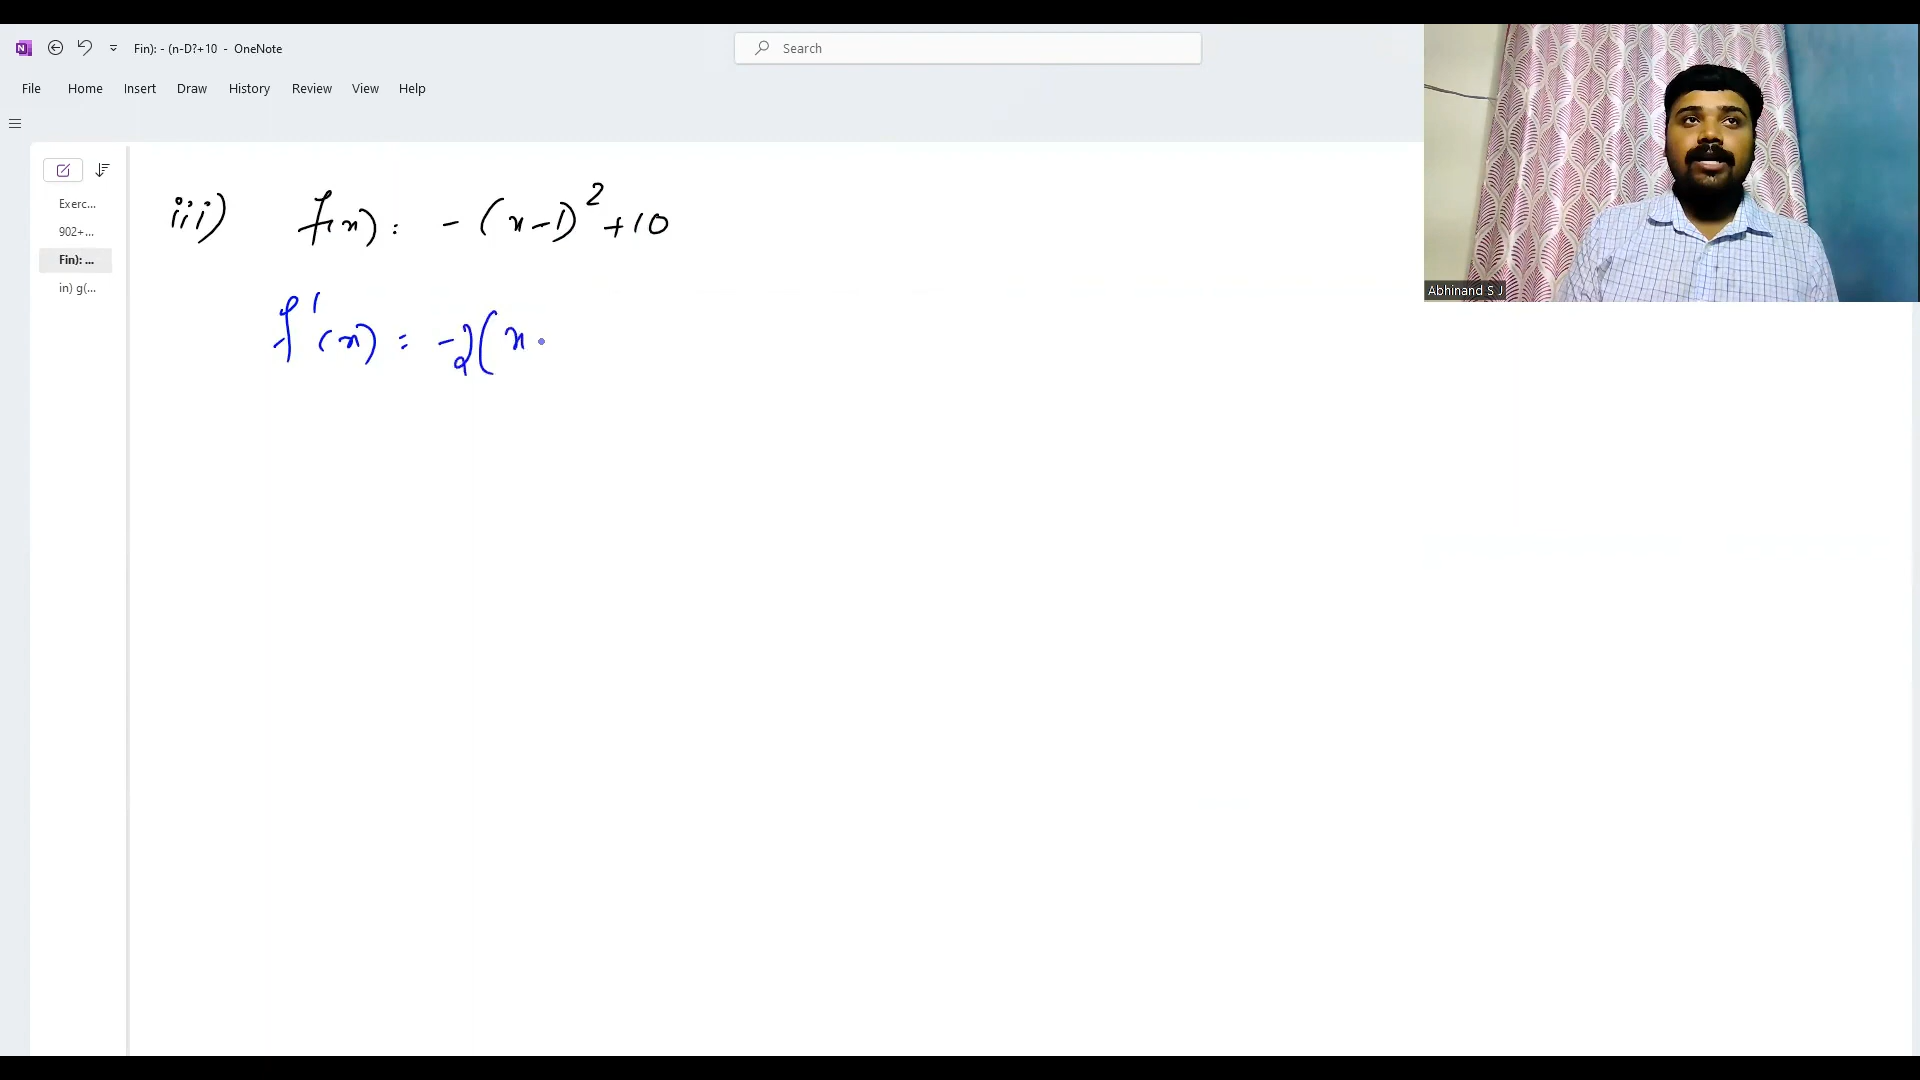 Fin): - (n-D?+10 - OneNote
Search
File Home Insert Draw History Review View Help
Exerc...
902+...
Fin): ...
in) g(...
iii) f(x) : - (x-1)² +10
f'(x) = -2(x
Abhinand S J